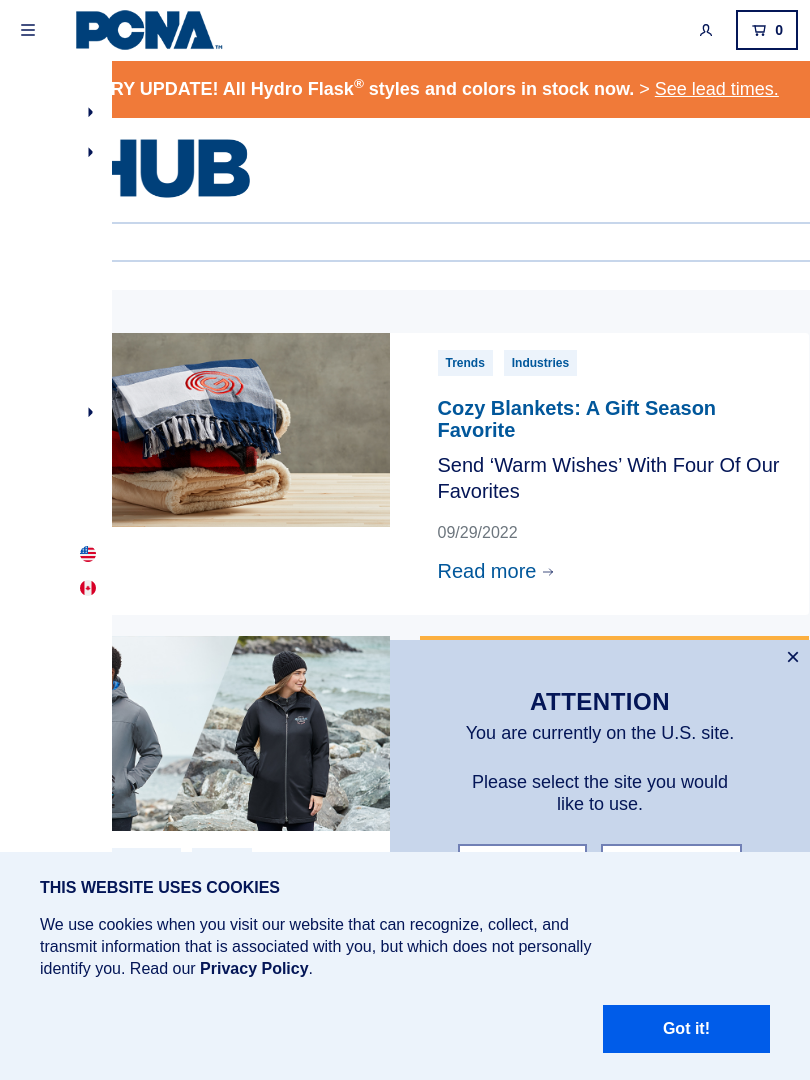 PCNA™
0
RY UPDATE! All Hydro Flask® styles and colors in stock now. > See lead times.
HUB
Trends
Industries
Cozy Blankets: A Gift Season
Favorite
Send ‘Warm Wishes’ With Four Of Our
Favorites
09/29/2022
Read more
ATTENTION
You are currently on the U.S. site.
Please select the site you would
like to use.
THIS WEBSITE USES COOKIES
We use cookies when you visit our website that can recognize, collect, and
transmit information that is associated with you, but which does not personally
identify you. Read our Privacy Policy.
Got it!